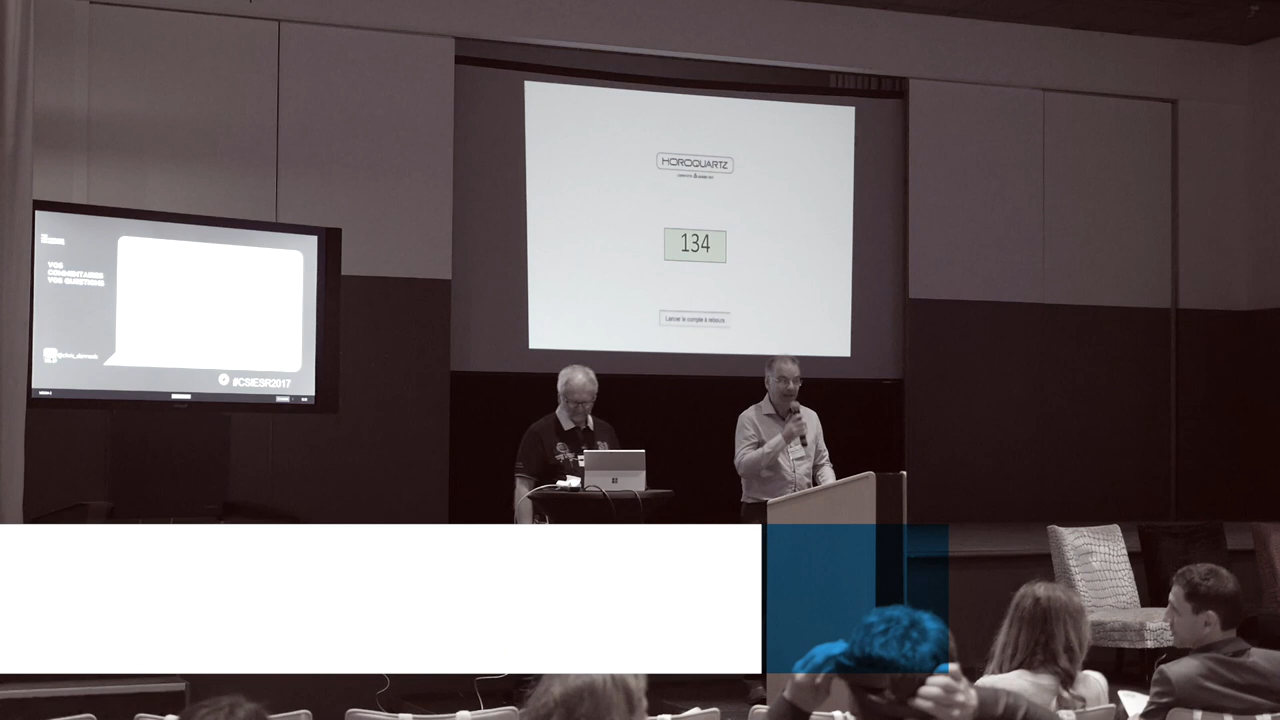 HOROQUARTZ
134
Lancer le compte à rebours
VOS
COMMENTAIRES
VOS QUESTIONS
#CSIESR2017